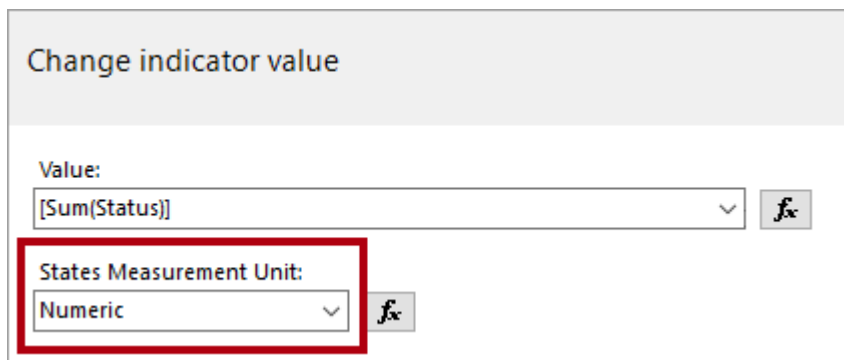 Change indicator value
Value:
[Sum(Status)]
fx
States Measurement Unit:
Numeric
fx